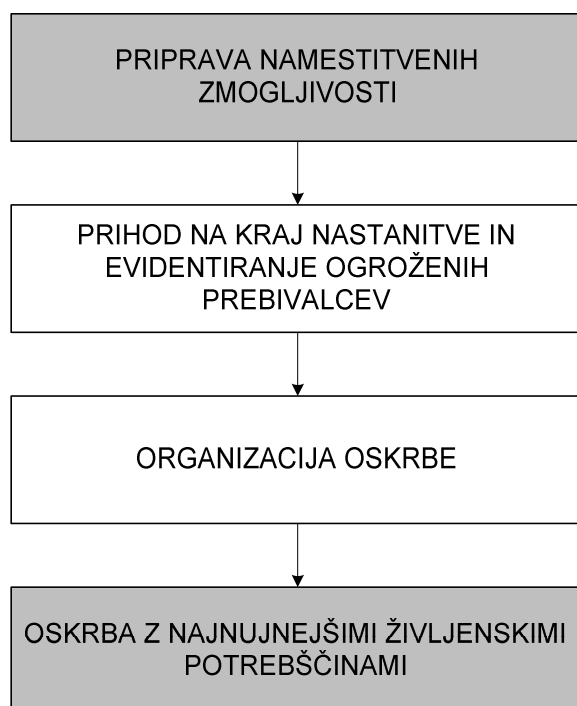 PRIPRAVA NAMESTITVENIH
ZMOGLJIVOSTI
PRIHOD NA KRAJ NASTANITVE IN
EVIDENTIRANJE OGROŽENIH
PREBIVALCEV
ORGANIZACIJA OSKRBE
OSKRBA Z NAJNUJNEJŠIMI ŽIVLJENSKIMI
POTREBŠČINAMI